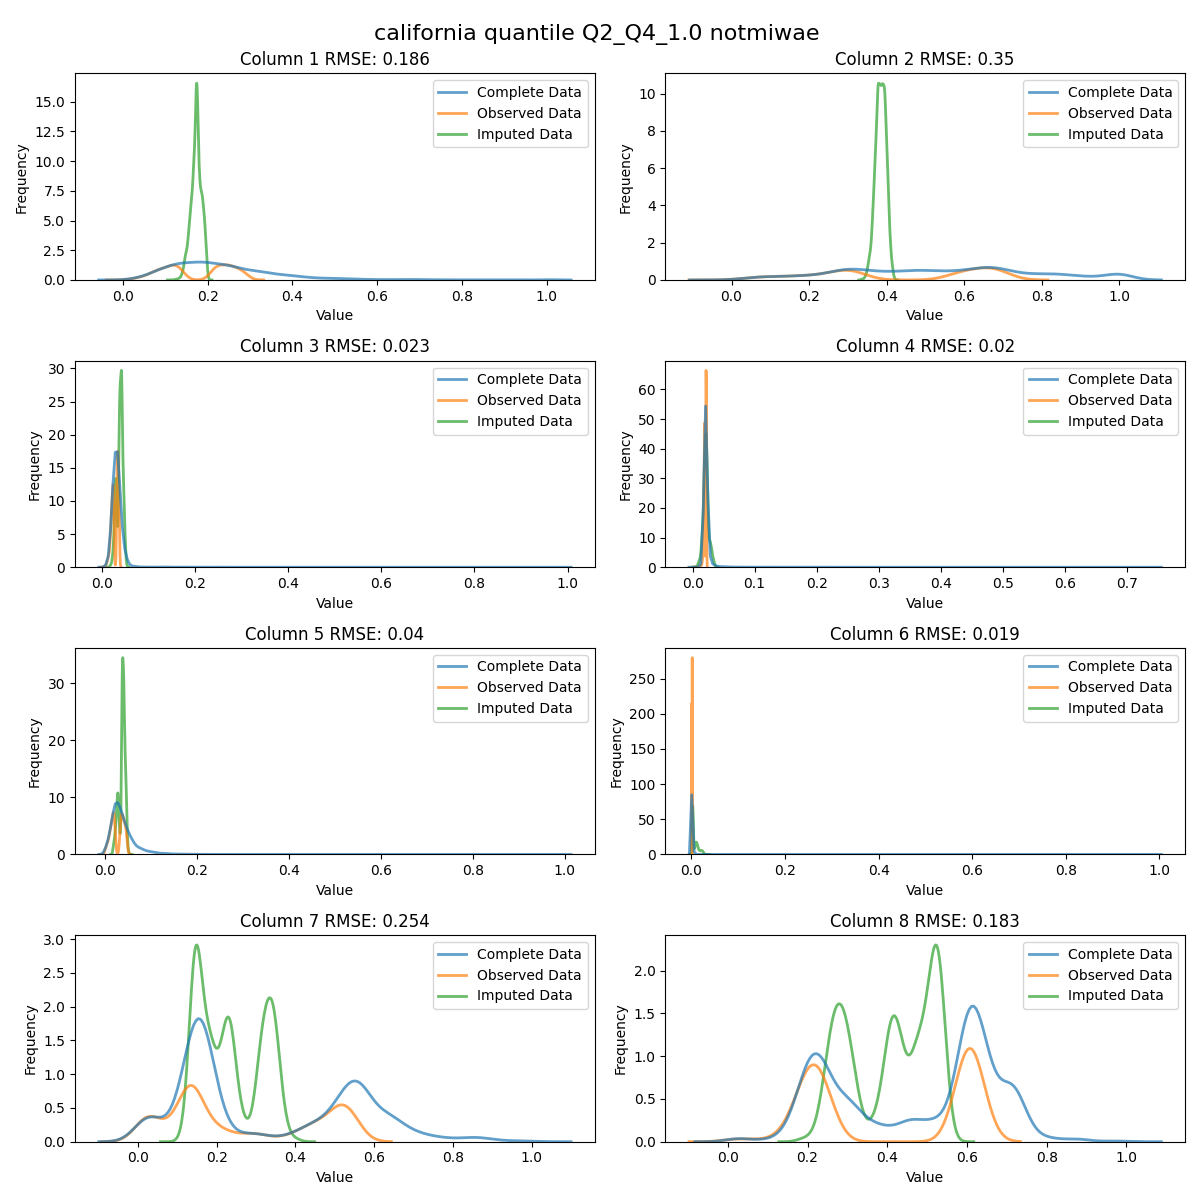 california quantile Q2_Q4_1.0 notmiwae
Column 1 RMSE: 0.186
Frequency
15.0
12.5
10.0
7.5
5.0
2.5
0.0
0.0 0.2 0.4 0.6 0.8 1.0
Value
Complete Data
Observed Data
Imputed Data
Column 2 RMSE: 0.35
Frequency
10
8
6
4
2
0
0.0 0.2 0.4 0.6 0.8 1.0
Value
Complete Data
Observed Data
Imputed Data
Column 3 RMSE: 0.023
Frequency
30
25
20
15
10
5
0
0.0 0.2 0.4 0.6 0.8 1.0
Value
Complete Data
Observed Data
Imputed Data
Column 4 RMSE: 0.02
Frequency
60
50
40
30
20
10
0
0.0 0.1 0.2 0.3 0.4 0.5 0.6 0.7
Value
Complete Data
Observed Data
Imputed Data
Column 5 RMSE: 0.04
Frequency
30
20
10
0
0.0 0.2 0.4 0.6 0.8 1.0
Value
Complete Data
Observed Data
Imputed Data
Column 6 RMSE: 0.019
Frequency
250
200
150
100
50
0
0.0 0.2 0.4 0.6 0.8 1.0
Value
Complete Data
Observed Data
Imputed Data
Column 7 RMSE: 0.254
Frequency
3.0
2.5
2.0
1.5
1.0
0.5
0.0
0.0 0.2 0.4 0.6 0.8 1.0
Value
Complete Data
Observed Data
Imputed Data
Column 8 RMSE: 0.183
Frequency
2.0
1.5
1.0
0.5
0.0
0.0 0.2 0.4 0.6 0.8 1.0
Value
Complete Data
Observed Data
Imputed Data